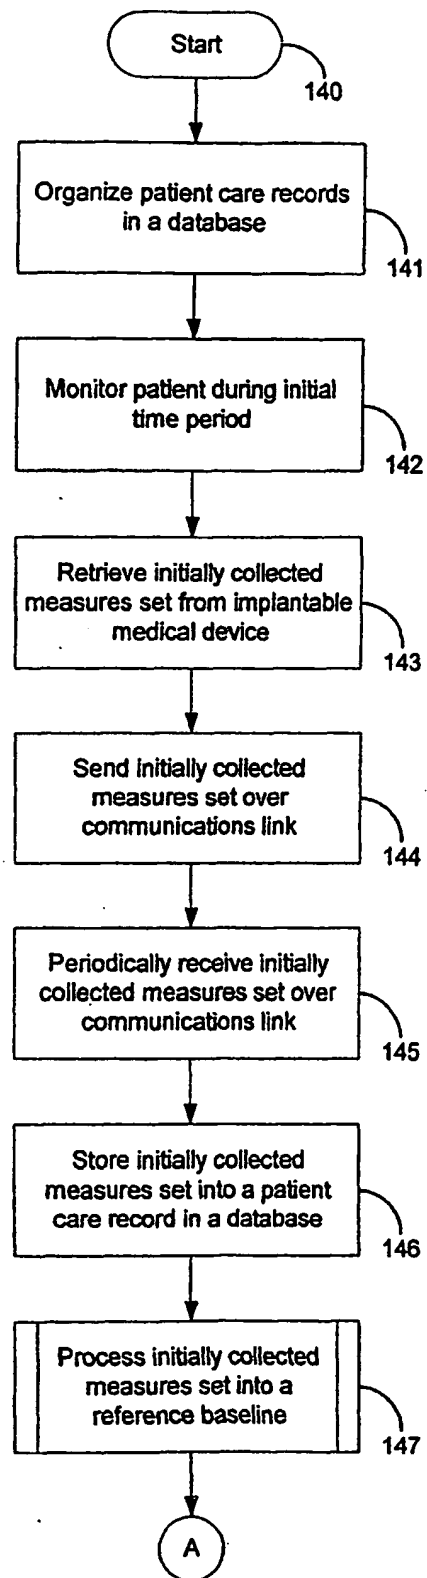 Start
140
Organize patient care records
in a database
141
Monitor patient during initial
time period
142
Retrieve initially collected
measures set from implantable
medical device
143
Send initially collected
measures set over
communications link
144
Periodically receive initially
collected measures set over
communications link
145
Store initially collected
measures set into a patient
care record in a database
146
Process initially collected
measures set into a
reference baseline
147
A